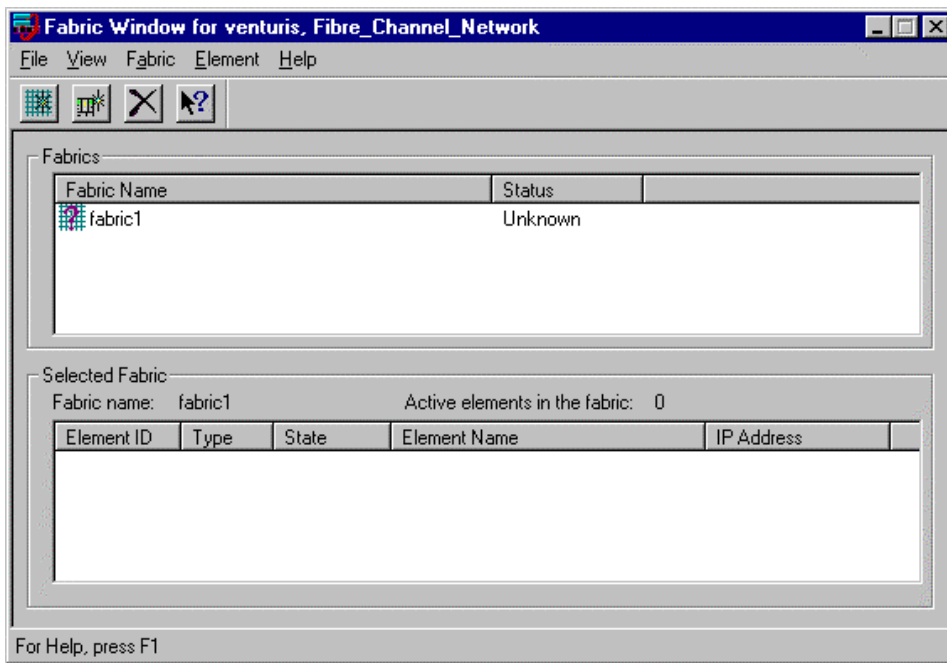 Fabric Window for venturis, Fibre_Channel_Network
File View Fabric Element Help
Fabrics
Fabric Name Status
fabric1 Unknown
Selected Fabric
Fabric name: fabric1 Active elements in the fabric: 0
Element ID Type State Element Name IP Address
For Help, press F1